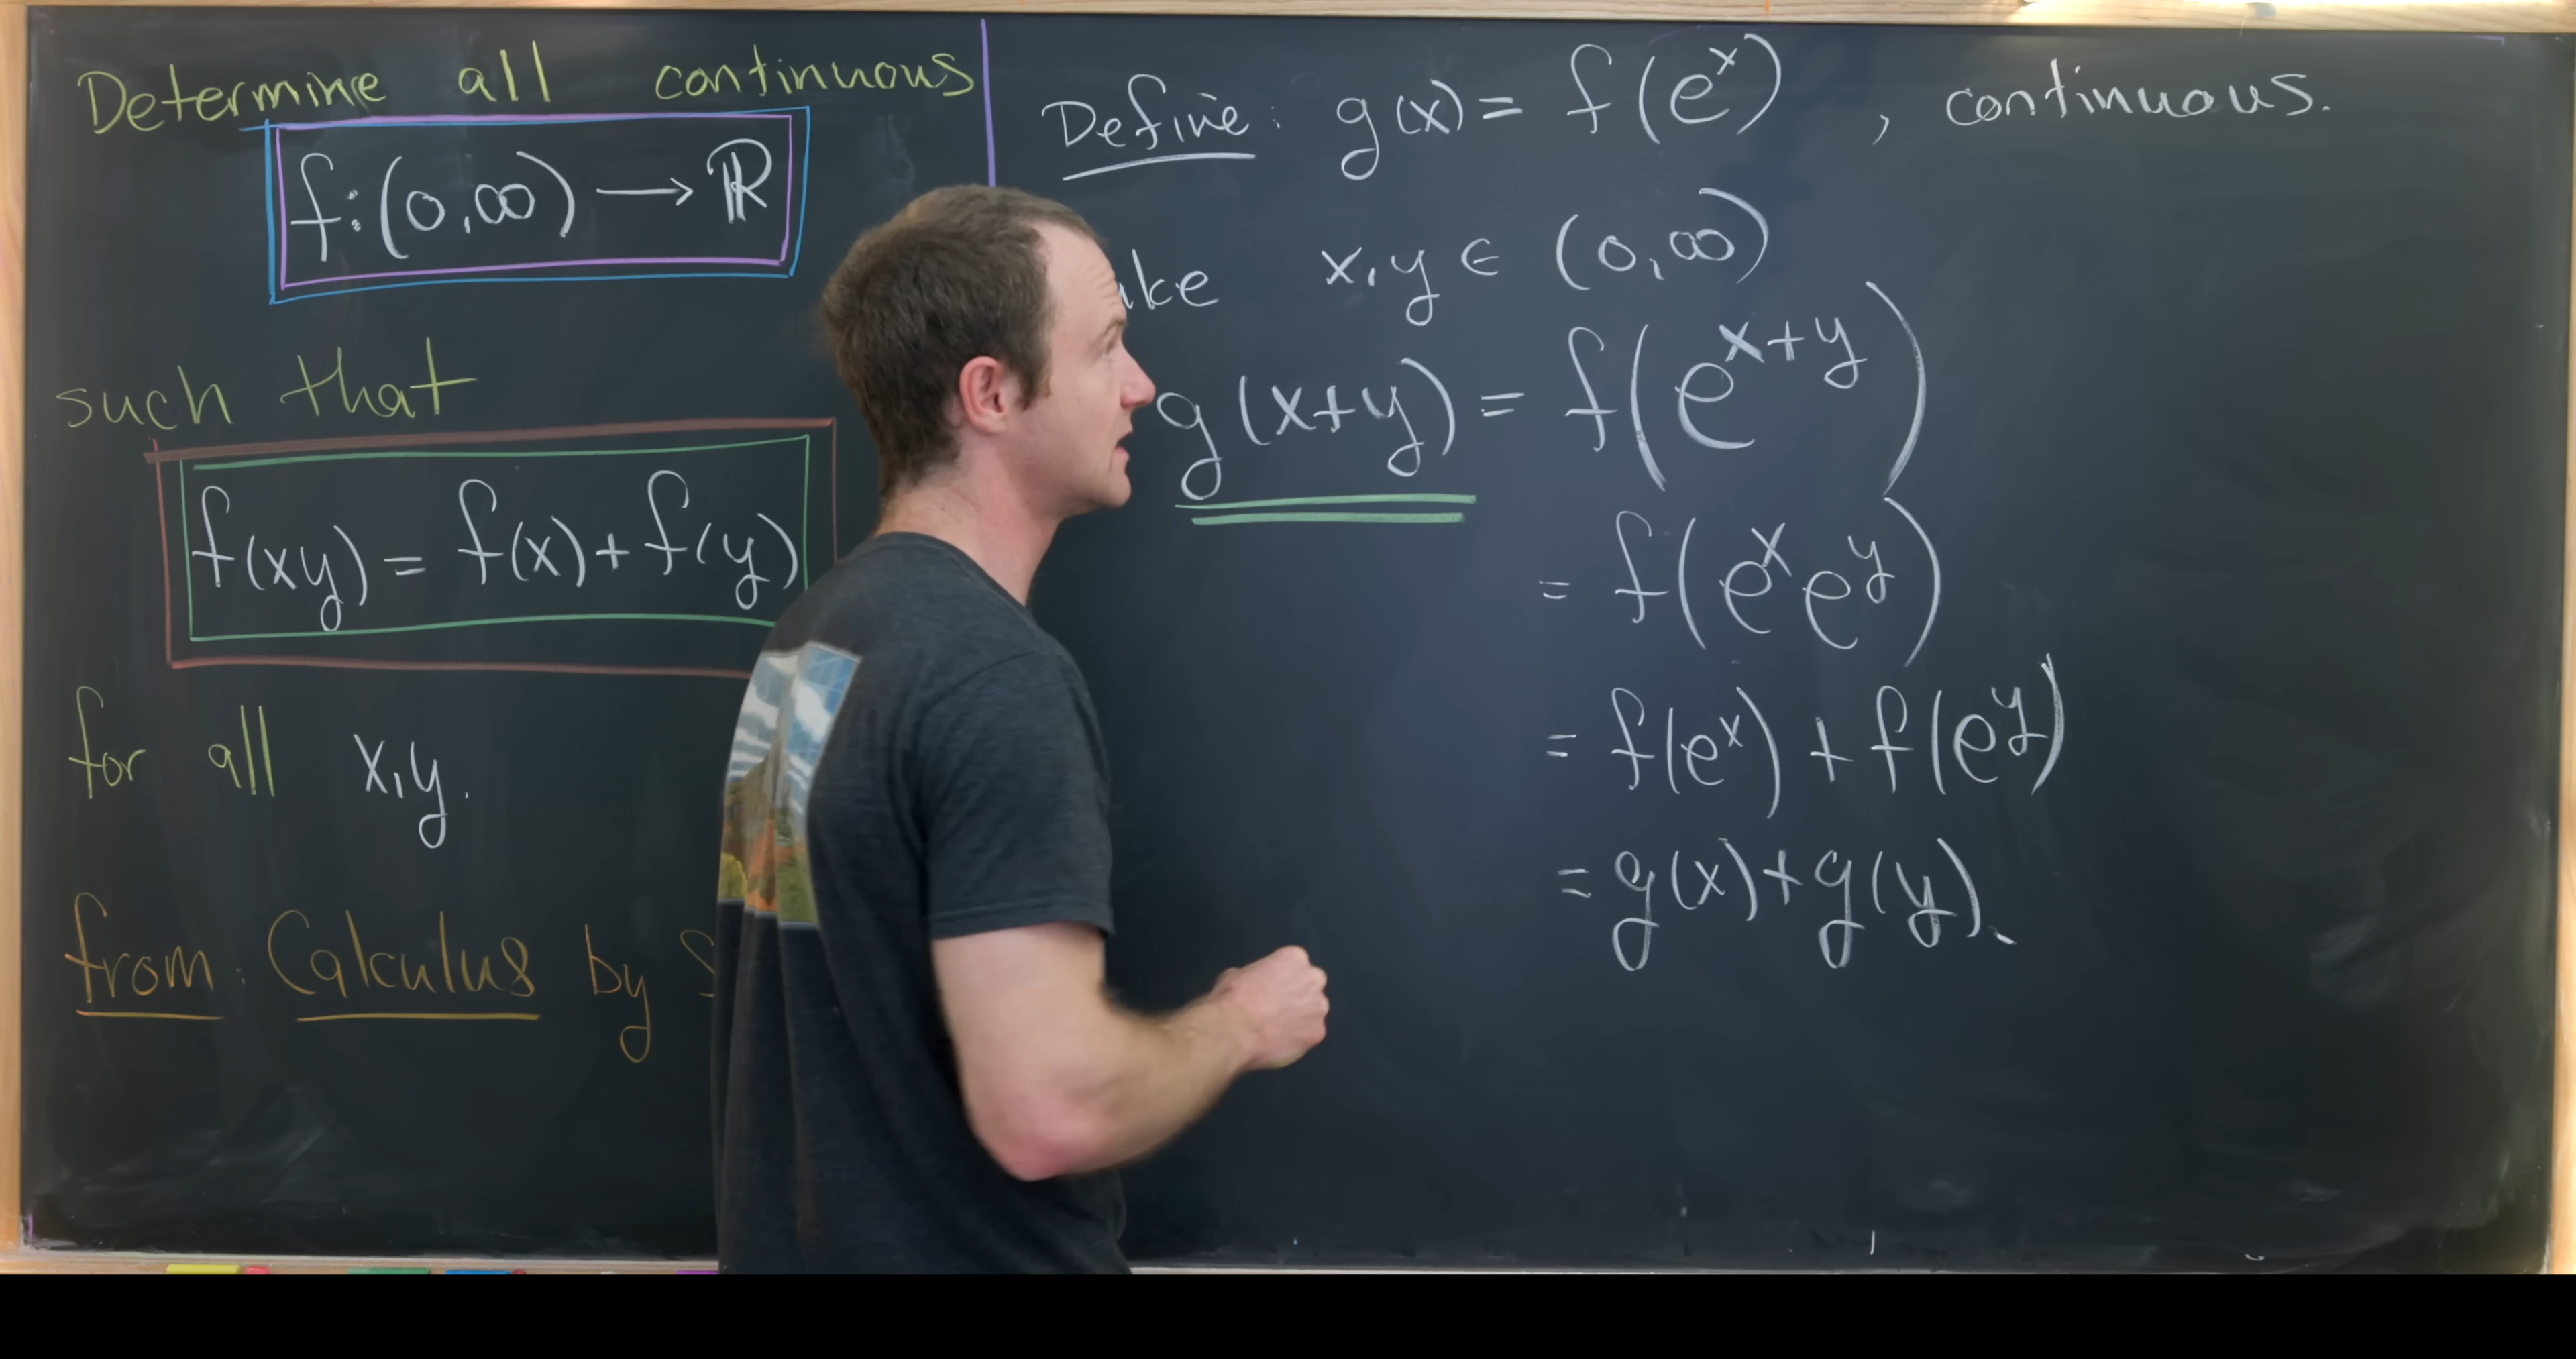 Determine all continuous
f:(0,∞) ⟶ ℝ
such that
f(xy) = f(x)+f(y)
for all x,y.
from: Calculus by
Define: g(x) = f(e^x) , continuous.
x,y ∈ (0,∞)
g(x+y) = f(e^{x+y})
= f(e^x e^y)
= f(e^x) + f(e^y)
= g(x)+g(y).